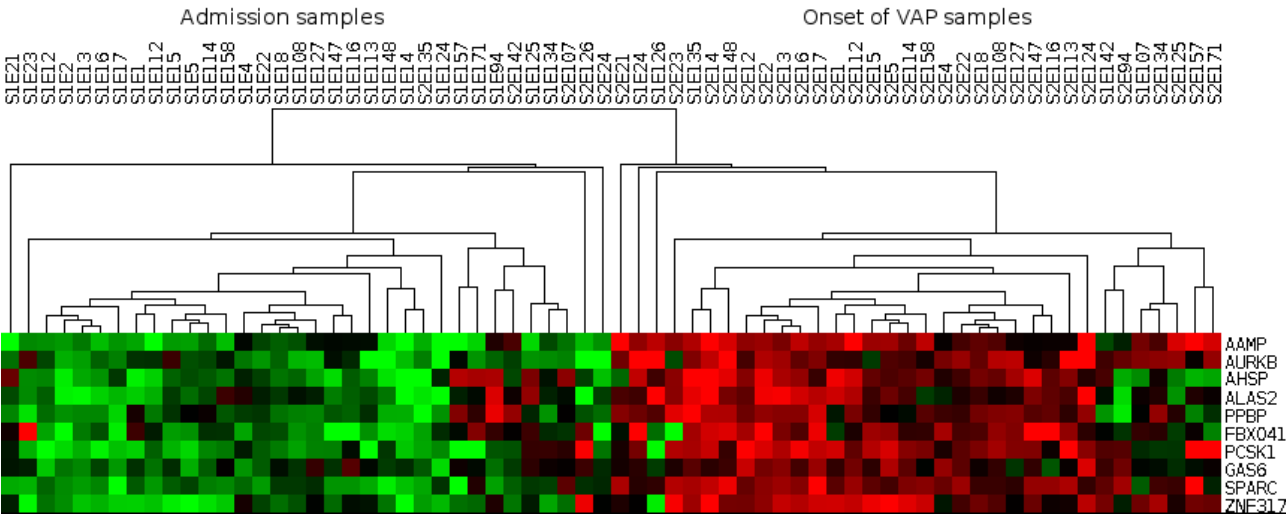 Admission samples
Onset of VAP samples
S1E21
S1E23
S1E12
S1E2
S1E13
S1E16
S1E17
S1E1
S1E112
S1E15
S1E5
S1E114
S1E158
S1E4
S1E22
S1E18
S1E108
S1E127
S1E147
S1E116
S1E113
S1E148
S1E14
S2E135
S1E124
S1E157
S1E171
S1E94
S2E142
S1E125
S1E134
S2E107
S2E126
S2E24
S2E21
S1E24
S1E126
S2E23
S1E135
S2E14
S2E148
S2E12
S2E2
S2E13
S2E16
S2E17
S2E1
S2E112
S2E15
S2E5
S2E114
S2E158
S2E4
S2E22
S2E18
S2E108
S2E127
S2E147
S2E116
S2E113
S2E124
S1E142
S2E94
S1E107
S2E134
S2E125
S2E157
S2E171
AAMP
AURKB
AHSP
ALAS2
PPBP
FBXO41
PCSK1
GAS6
SPARC
ZNF317